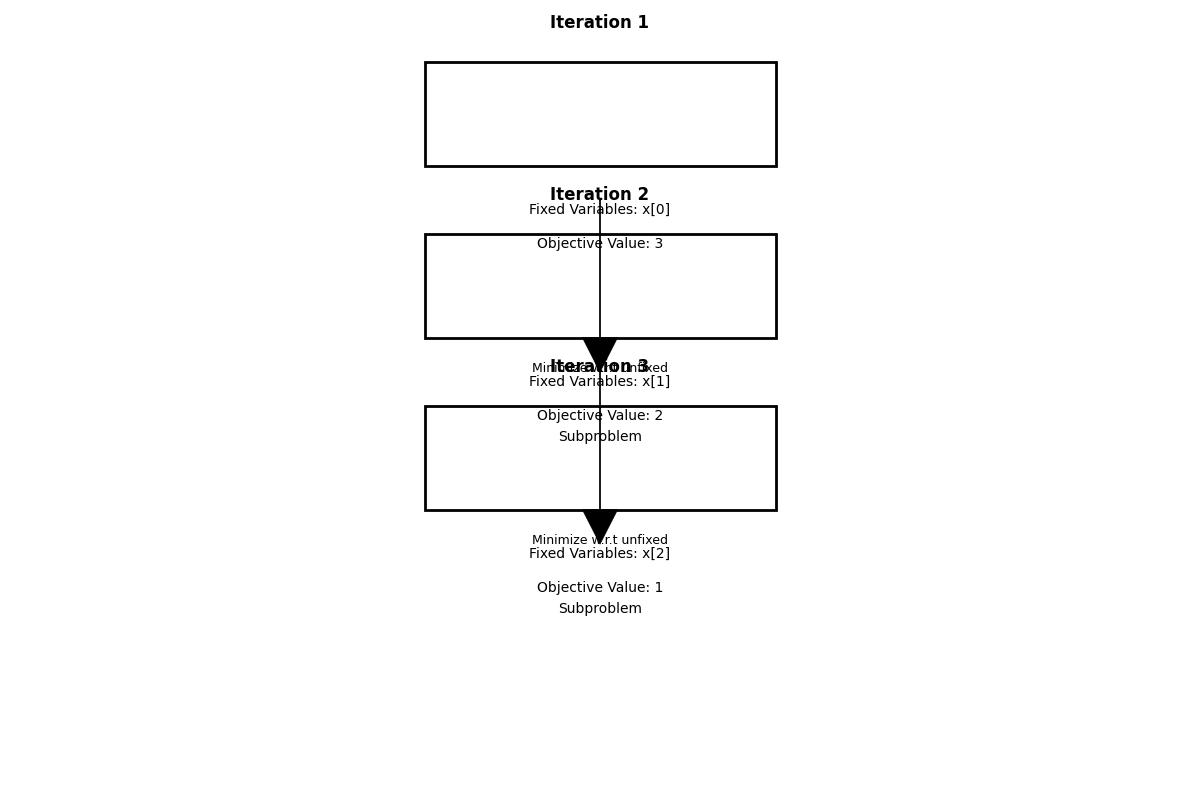 Iteration 1
Iteration 2
Fixed Variables: x[0]
Objective Value: 3
Iteration 3
Minimize w.r.t unfixed
Fixed Variables: x[1]
Objective Value: 2
Subproblem
Minimize w.r.t unfixed
Fixed Variables: x[2]
Objective Value: 1
Subproblem